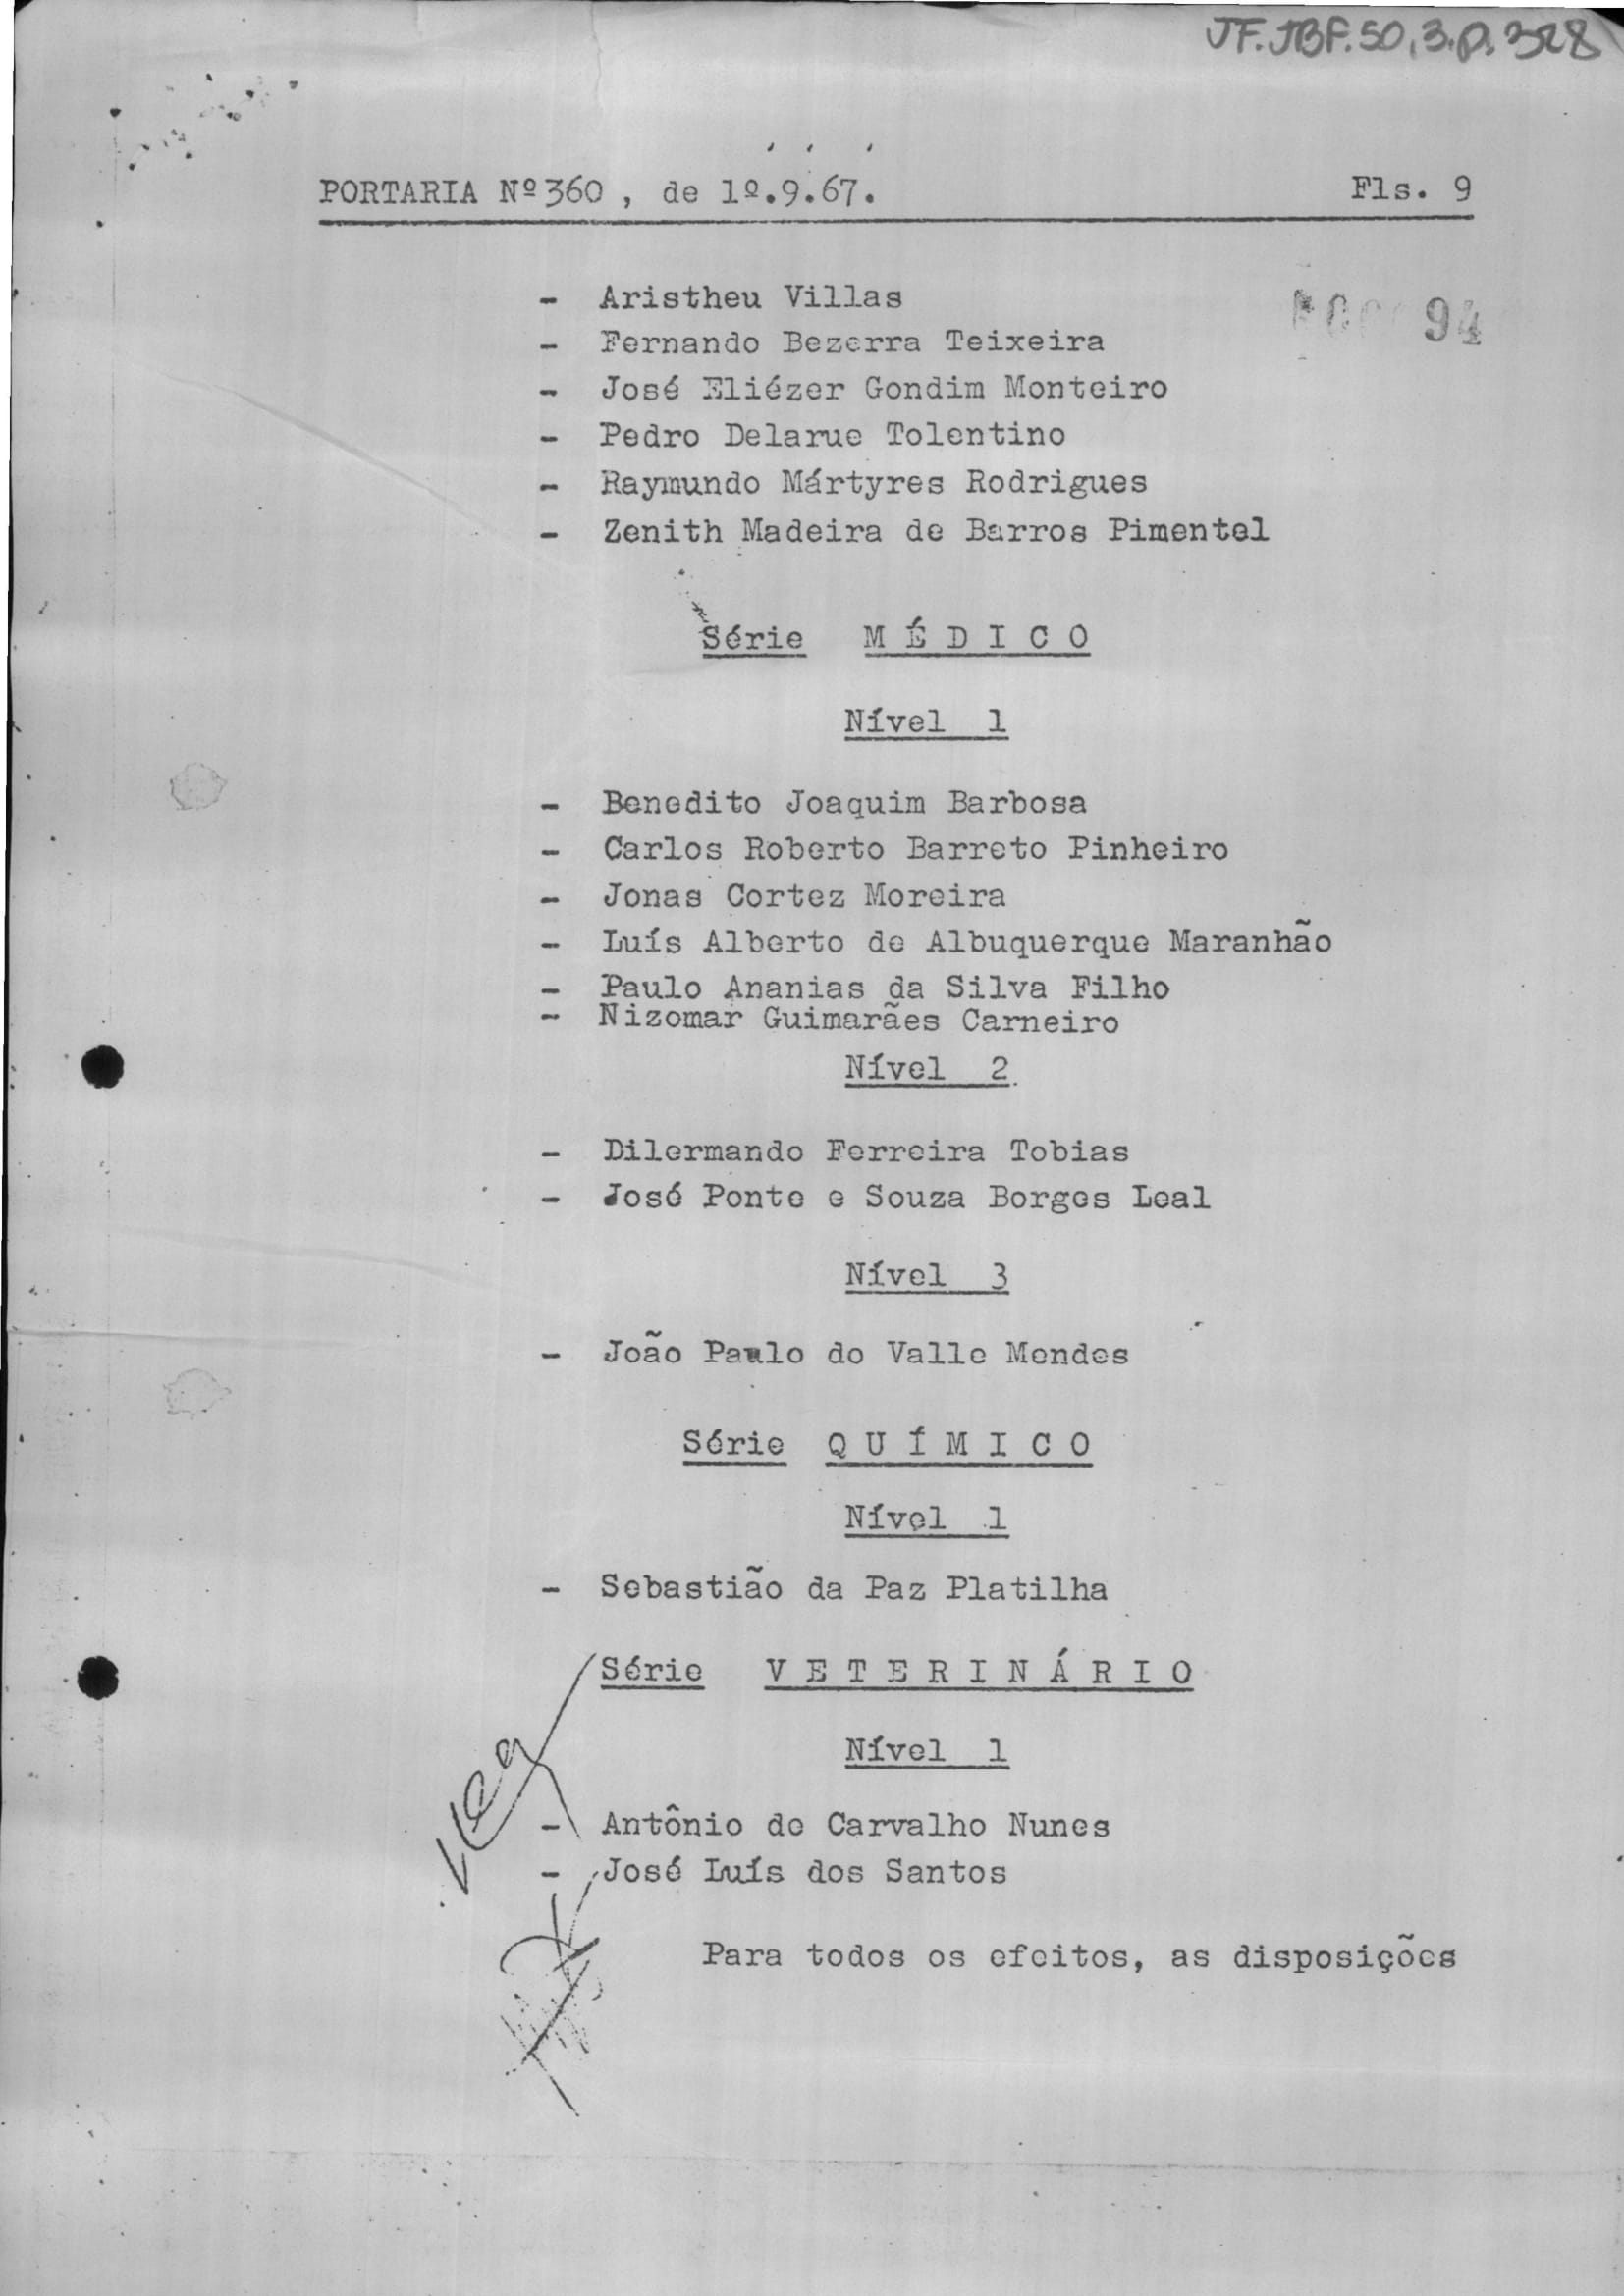 JF.JBF.50,3.p.328
PORTARIA Nº 360 , de 1º.9.67. Fls. 9
- Aristheu Villas
94
- Fernando Bezerra Teixeira
- José Eliézer Gondim Monteiro
- Pedro Delarue Tolentino
- Raymundo Mártyres Rodrigues
- Zenith Madeira de Barros Pimentel
Série M É D I C O
Nível 1
- Benedito Joaquim Barbosa
- Carlos Roberto Barreto Pinheiro
- Jonas Cortez Moreira
- Luís Alberto de Albuquerque Maranhão
- Paulo Ananias da Silva Filho
- Nizomar Guimarães Carneiro
Nível 2
- Dilermando Ferreira Tobias
- José Ponte e Souza Borges Leal
Nível 3
- João Paulo do Valle Mendes
Série Q U Í M I C O
Nível 1
- Sebastião da Paz Platilha
Série V E T E R I N Á R I O
Nível 1
- Antônio de Carvalho Nunes
- José Luís dos Santos
Para todos os efeitos, as disposições